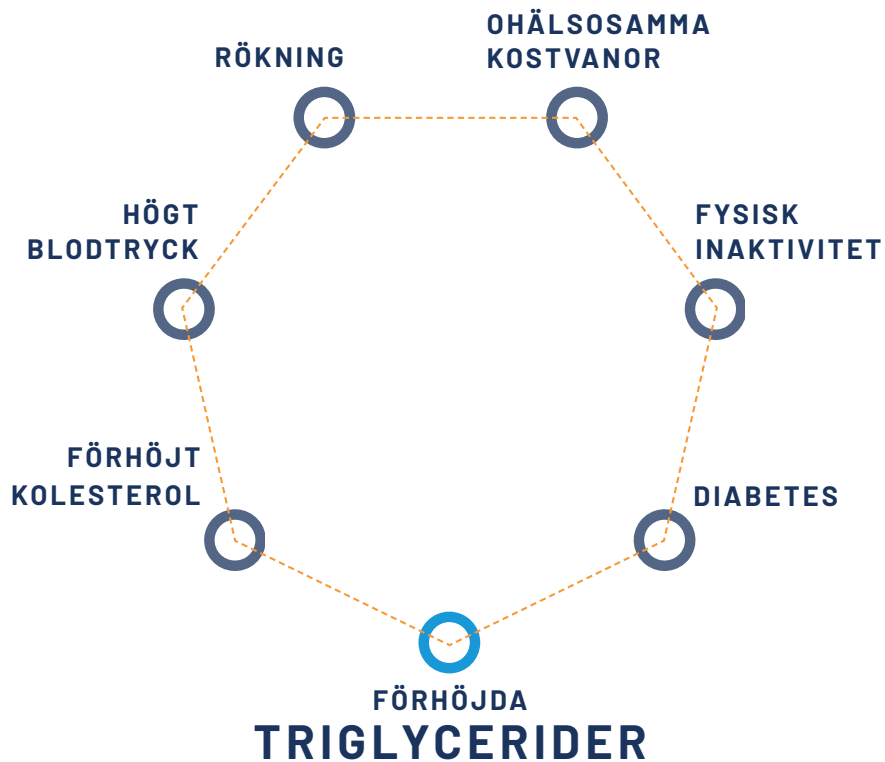 RÖKNING
OHÄLSOSAMMA
KOSTVANOR
HÖGT
BLODTRYCK
FYSISK
INAKTIVITET
FÖRHÖJT
KOLESTEROL
DIABETES
FÖRHÖJDA
TRIGLYCERIDER